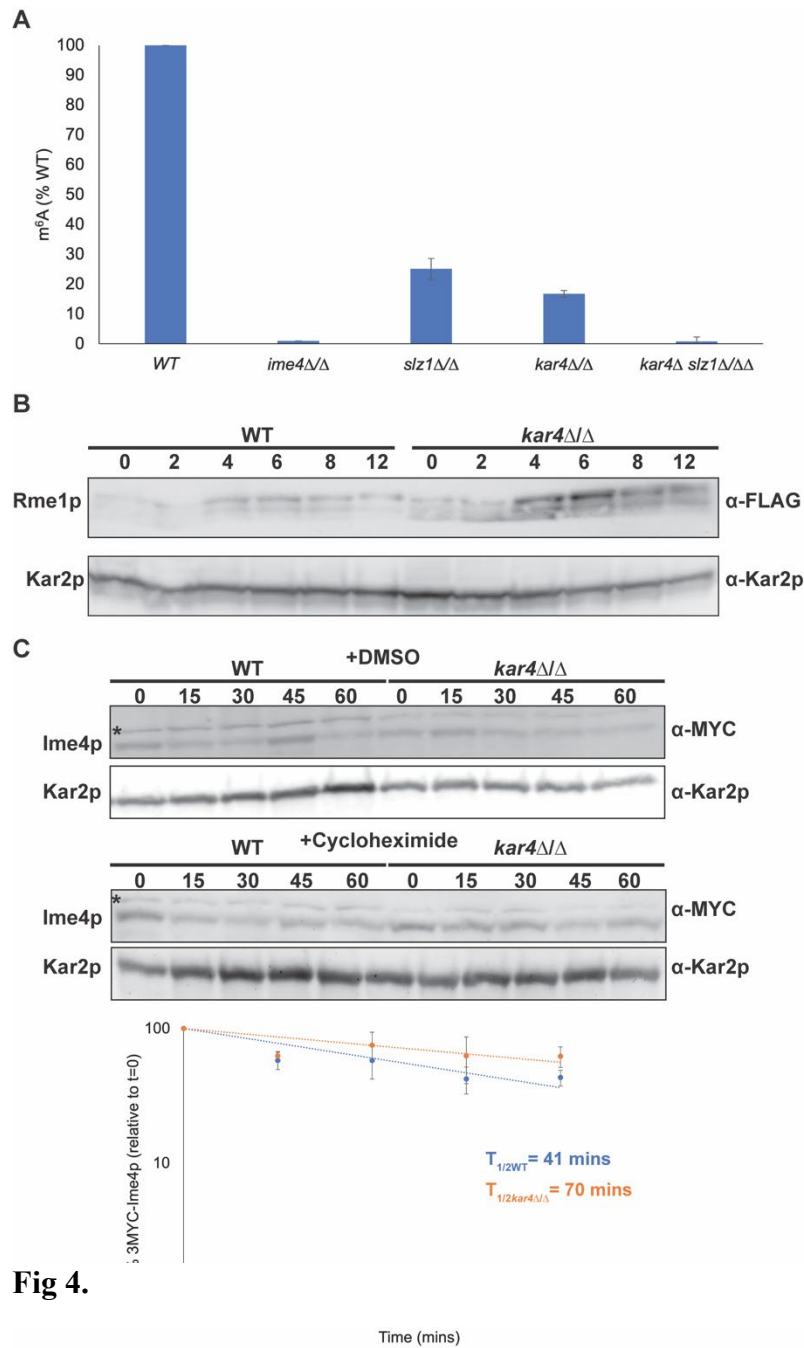 A
100
90
80
70
60
50
40
30
20
10
0
m⁶A (% WT)
WT ime4Δ/Δ slz1Δ/Δ kar4Δ/Δ kar4Δ slz1Δ/ΔΔ
B
WT kar4Δ/Δ
0 2 4 6 8 12 0 2 4 6 8 12
Rme1p α-FLAG
Kar2p α-Kar2p
C
+DMSO
WT kar4Δ/Δ
0 15 30 45 60 0 15 30 45 60
*
Ime4p α-MYC
Kar2p α-Kar2p
+Cycloheximide
WT kar4Δ/Δ
0 15 30 45 60 0 15 30 45 60
*
Ime4p α-MYC
Kar2p α-Kar2p
100
10
3MYC-Ime4p (relative to t=0)
T1/2WT= 41 mins
T1/2kar4Δ/Δ= 70 mins
Fig 4.
Time (mins)